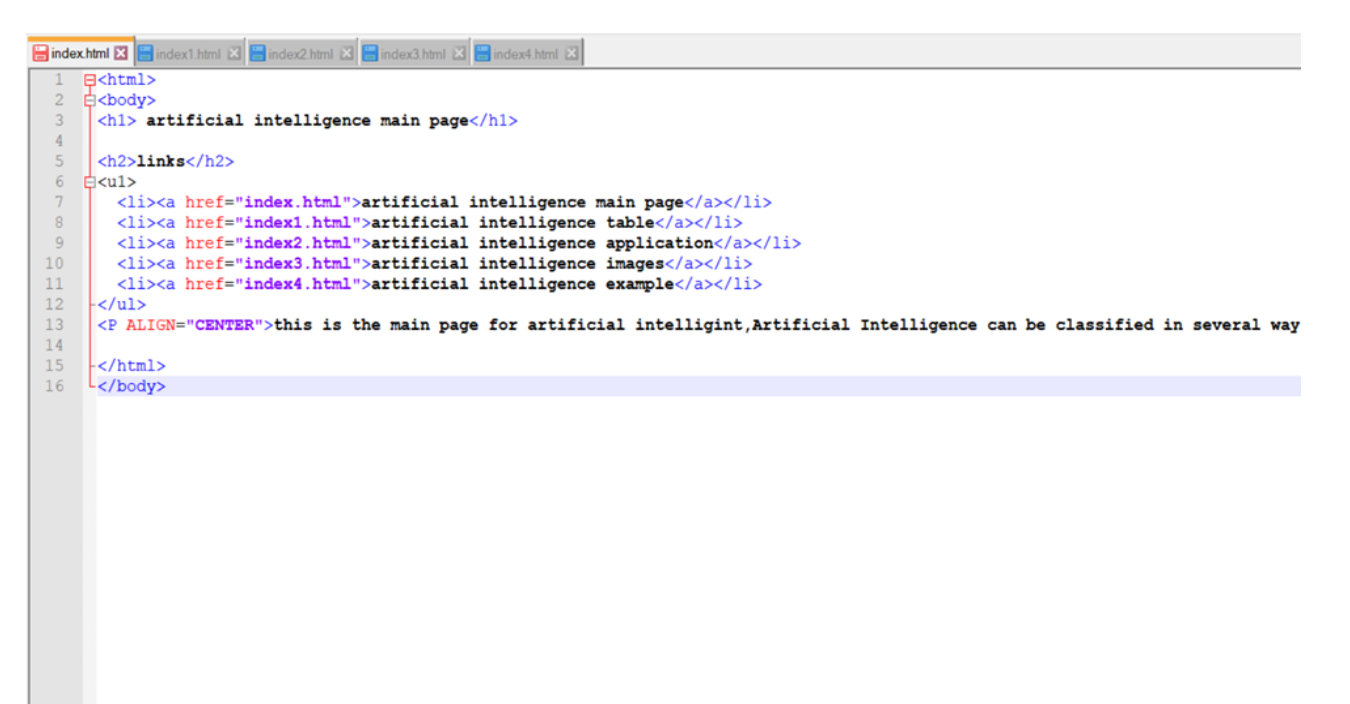 index.html index1.html index2.html index3.html index4.html
1 <html>
2 <body>
3 <h1> artificial intelligence main page</h1>
4
5 <h2>links</h2>
6 <ul>
7 <li><a href="index.html">artificial intelligence main page</a></li>
8 <li><a href="index1.html">artificial intelligence table</a></li>
9 <li><a href="index2.html">artificial intelligence application</a></li>
10 <li><a href="index3.html">artificial intelligence images</a></li>
11 <li><a href="index4.html">artificial intelligence example</a></li>
12 </ul>
13 <P ALIGN="CENTER">this is the main page for artificial intelligint,Artificial Intelligence can be classified in several way
14
15 </html>
16 </body>